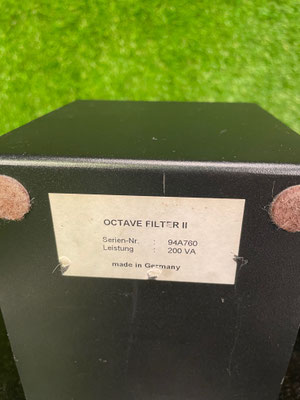 OCTAVE FILTER II
Serien-Nr. : 94A760
Leistung : 200 VA
made in Germany